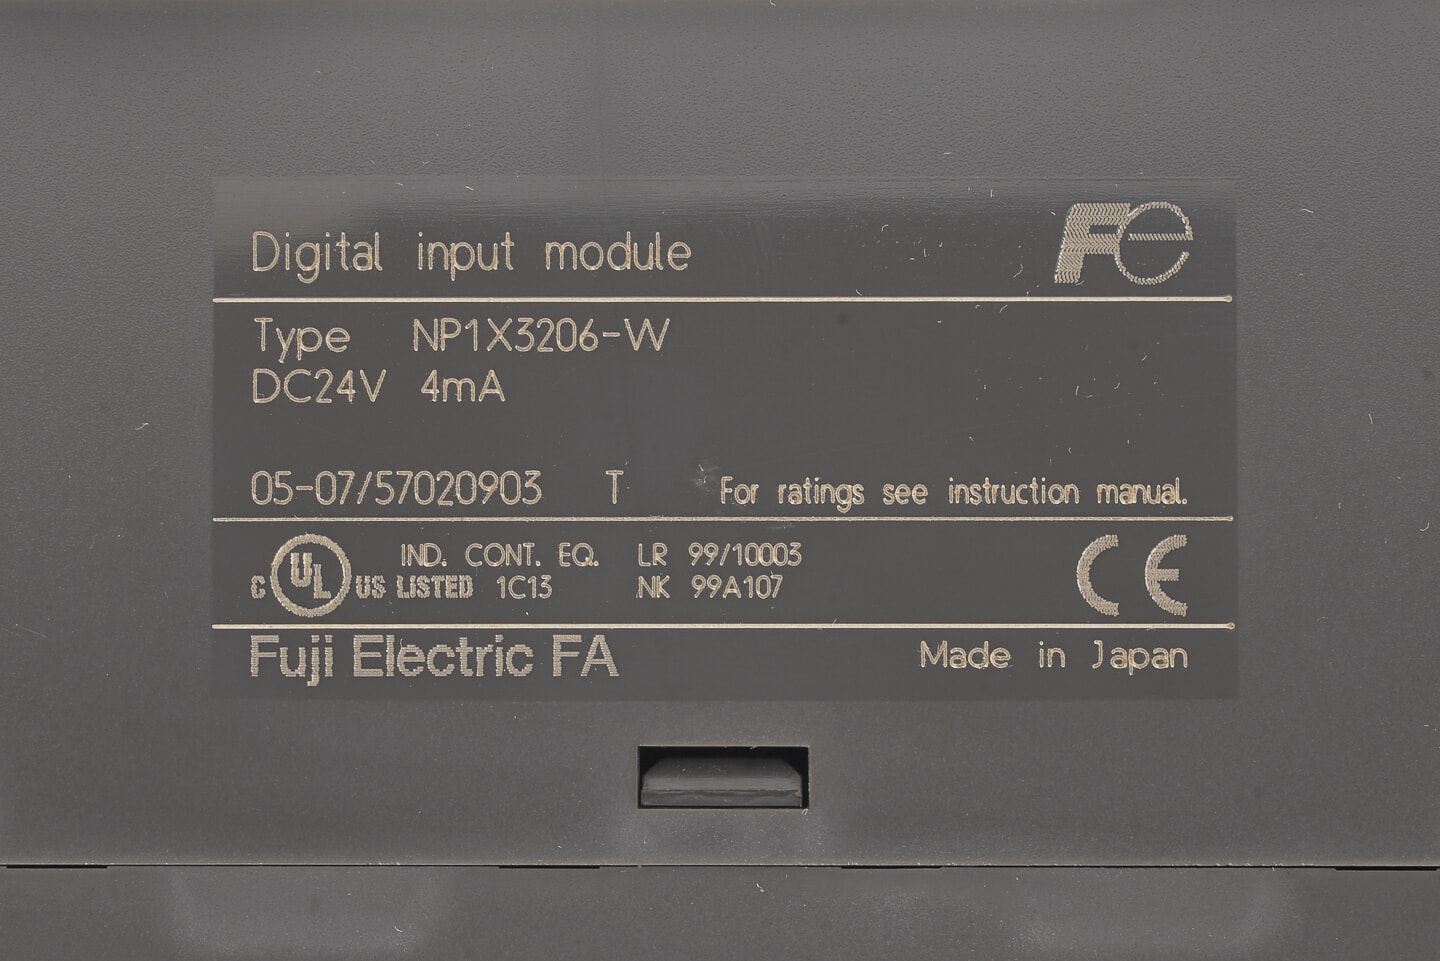 Digital input module Fe
Type NP1X3206-W
DC24V 4mA
05-07/57020903 T For ratings see instruction manual.
C UL US IND. CONT. EQ. LR 99/10003
LISTED 1C13 NK 99A107
CE
Fuji Electric FA Made in Japan